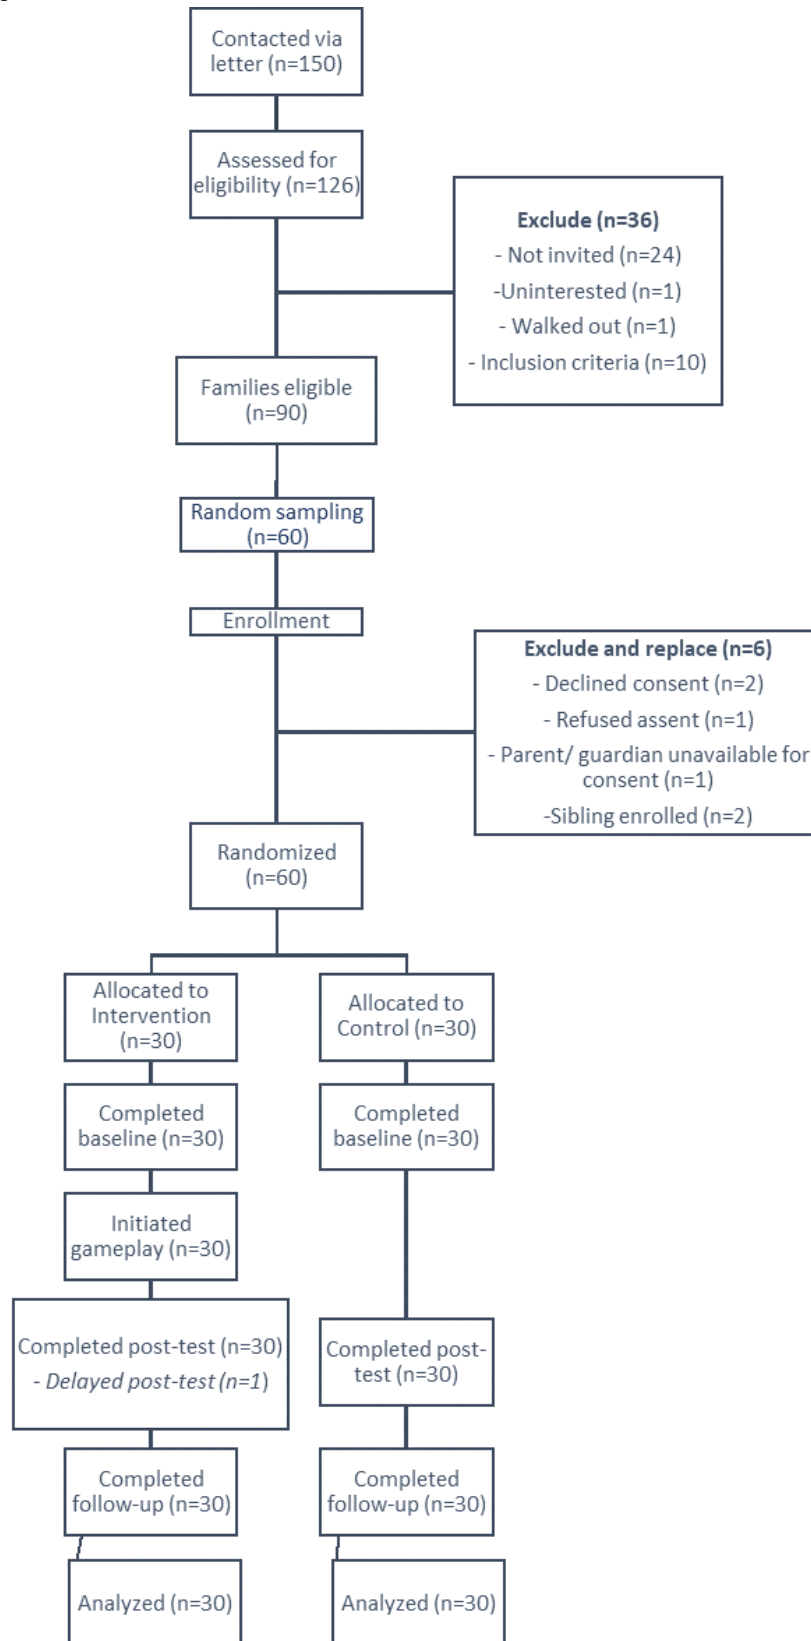 Contacted via
letter (n=150)
Assessed for
eligibility (n=126)
Exclude (n=36)
- Not invited (n=24)
-Uninterested (n=1)
- Walked out (n=1)
- Inclusion criteria (n=10)
Families eligible
(n=90)
Random sampling
(n=60)
Enrollment
Exclude and replace (n=6)
- Declined consent (n=2)
- Refused assent (n=1)
- Parent/ guardian unavailable for
consent (n=1)
-Sibling enrolled (n=2)
Randomized
(n=60)
Allocated to
Intervention
(n=30)
Allocated to
Control (n=30)
Completed
baseline (n=30)
Completed
baseline (n=30)
Initiated
gameplay (n=30)
Completed post-test (n=30)
- Delayed post-test (n=1)
Completed post-
test (n=30)
Completed
follow-up (n=30)
Completed
follow-up (n=30)
Analyzed (n=30)
Analyzed (n=30)